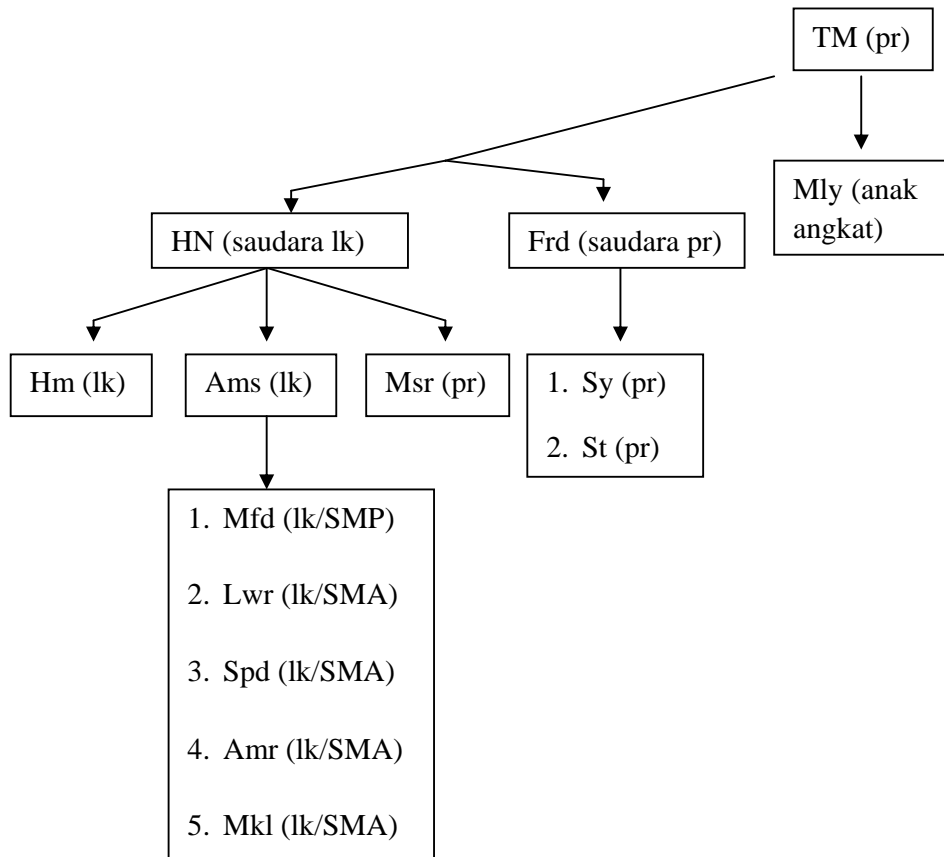 TM (pr)
Mly (anak
angkat)
HN (saudara lk)
Frd (saudara pr)
Hm (lk)
Ams (lk)
Msr (pr)
1. Sy (pr)
2. St (pr)
1. Mfd (lk/SMP)
2. Lwr (lk/SMA)
3. Spd (lk/SMA)
4. Amr (lk/SMA)
5. Mkl (lk/SMA)